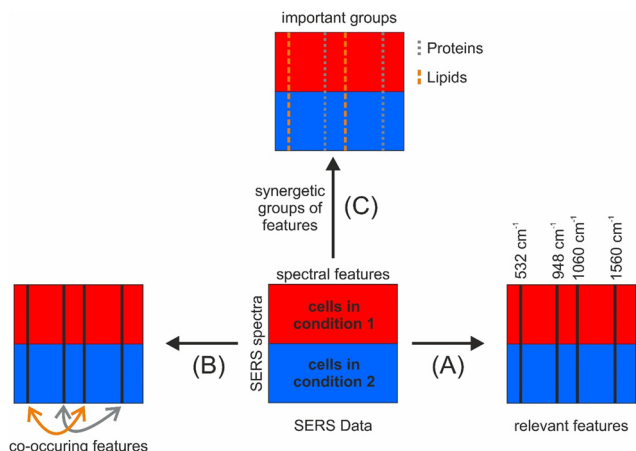 important groups
Proteins
Lipids
synergetic
groups of
features
(C)
532 cm-1
948 cm-1
1060 cm-1
1560 cm-1
spectral features
SERS spectra
cells in
condition 1
cells in
condition 2
(B)
(A)
co-occuring features
SERS Data
relevant features